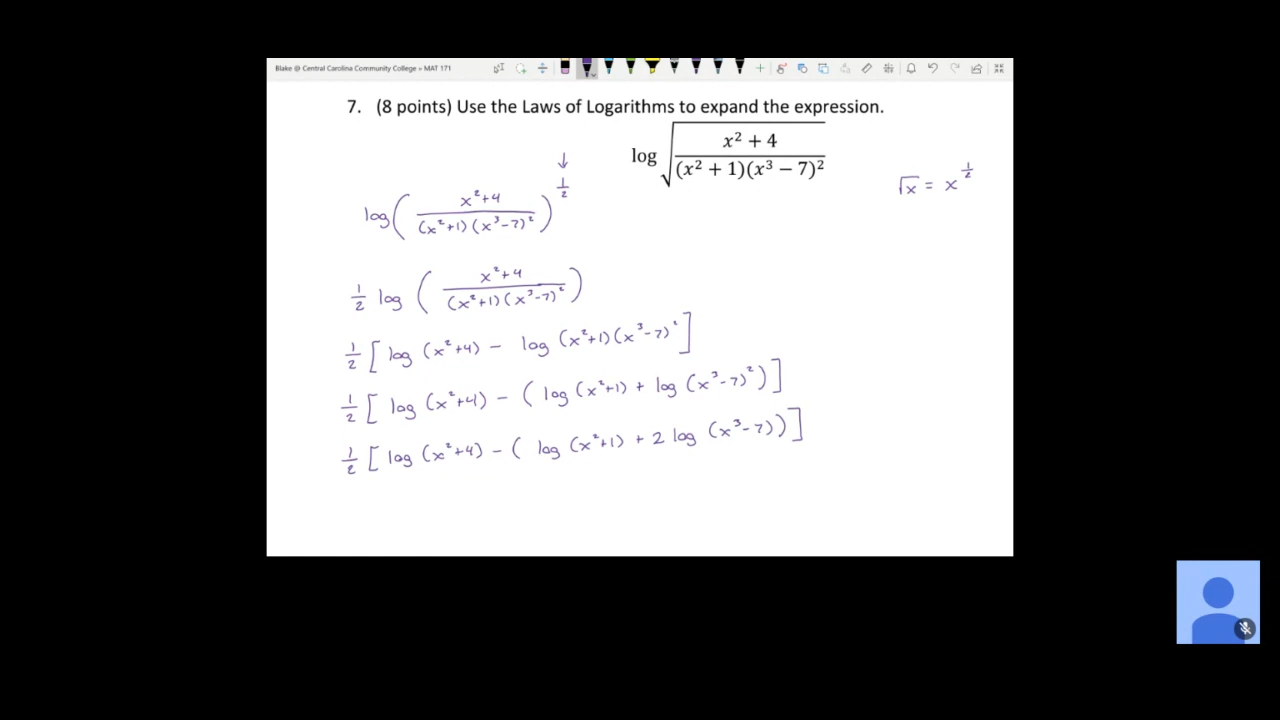 Blake @ Central Carolina Community College » MAT 171
7. (8 points) Use the Laws of Logarithms to expand the expression.
log √((x² + 4)/((x² + 1)(x³ − 7)²))
√x = x^(1/2)
log((x²+4)/((x²+1)(x³−7)²))^(1/2)
1/2 log((x²+4)/((x²+1)(x³−7)²))
1/2 [log (x²+4) − log (x²+1)(x³−7)²]
1/2 [log (x²+4) − (log (x²+1) + log (x³−7)²)]
1/2 [log (x²+4) − (log (x²+1) + 2 log (x³−7))]